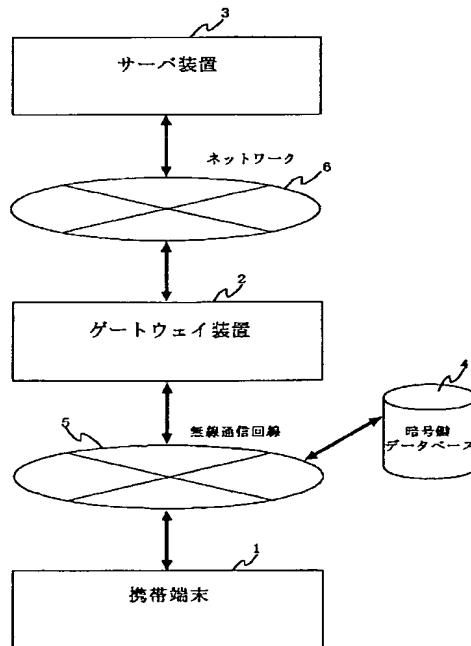 3
サーバ装置
ネットワーク
6
2
ゲートウェイ装置
5
無線通信回線
4
暗号鍵
データベース
1
携帯端末